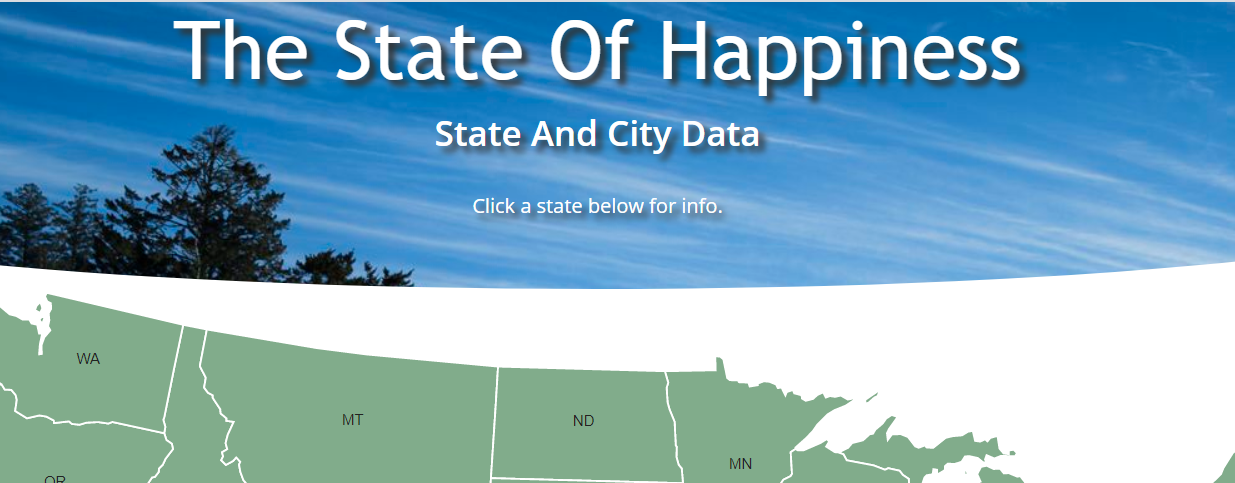 The State Of Happiness
State And City Data
Click a state below for info.
WA
MT
ND
MN
OR